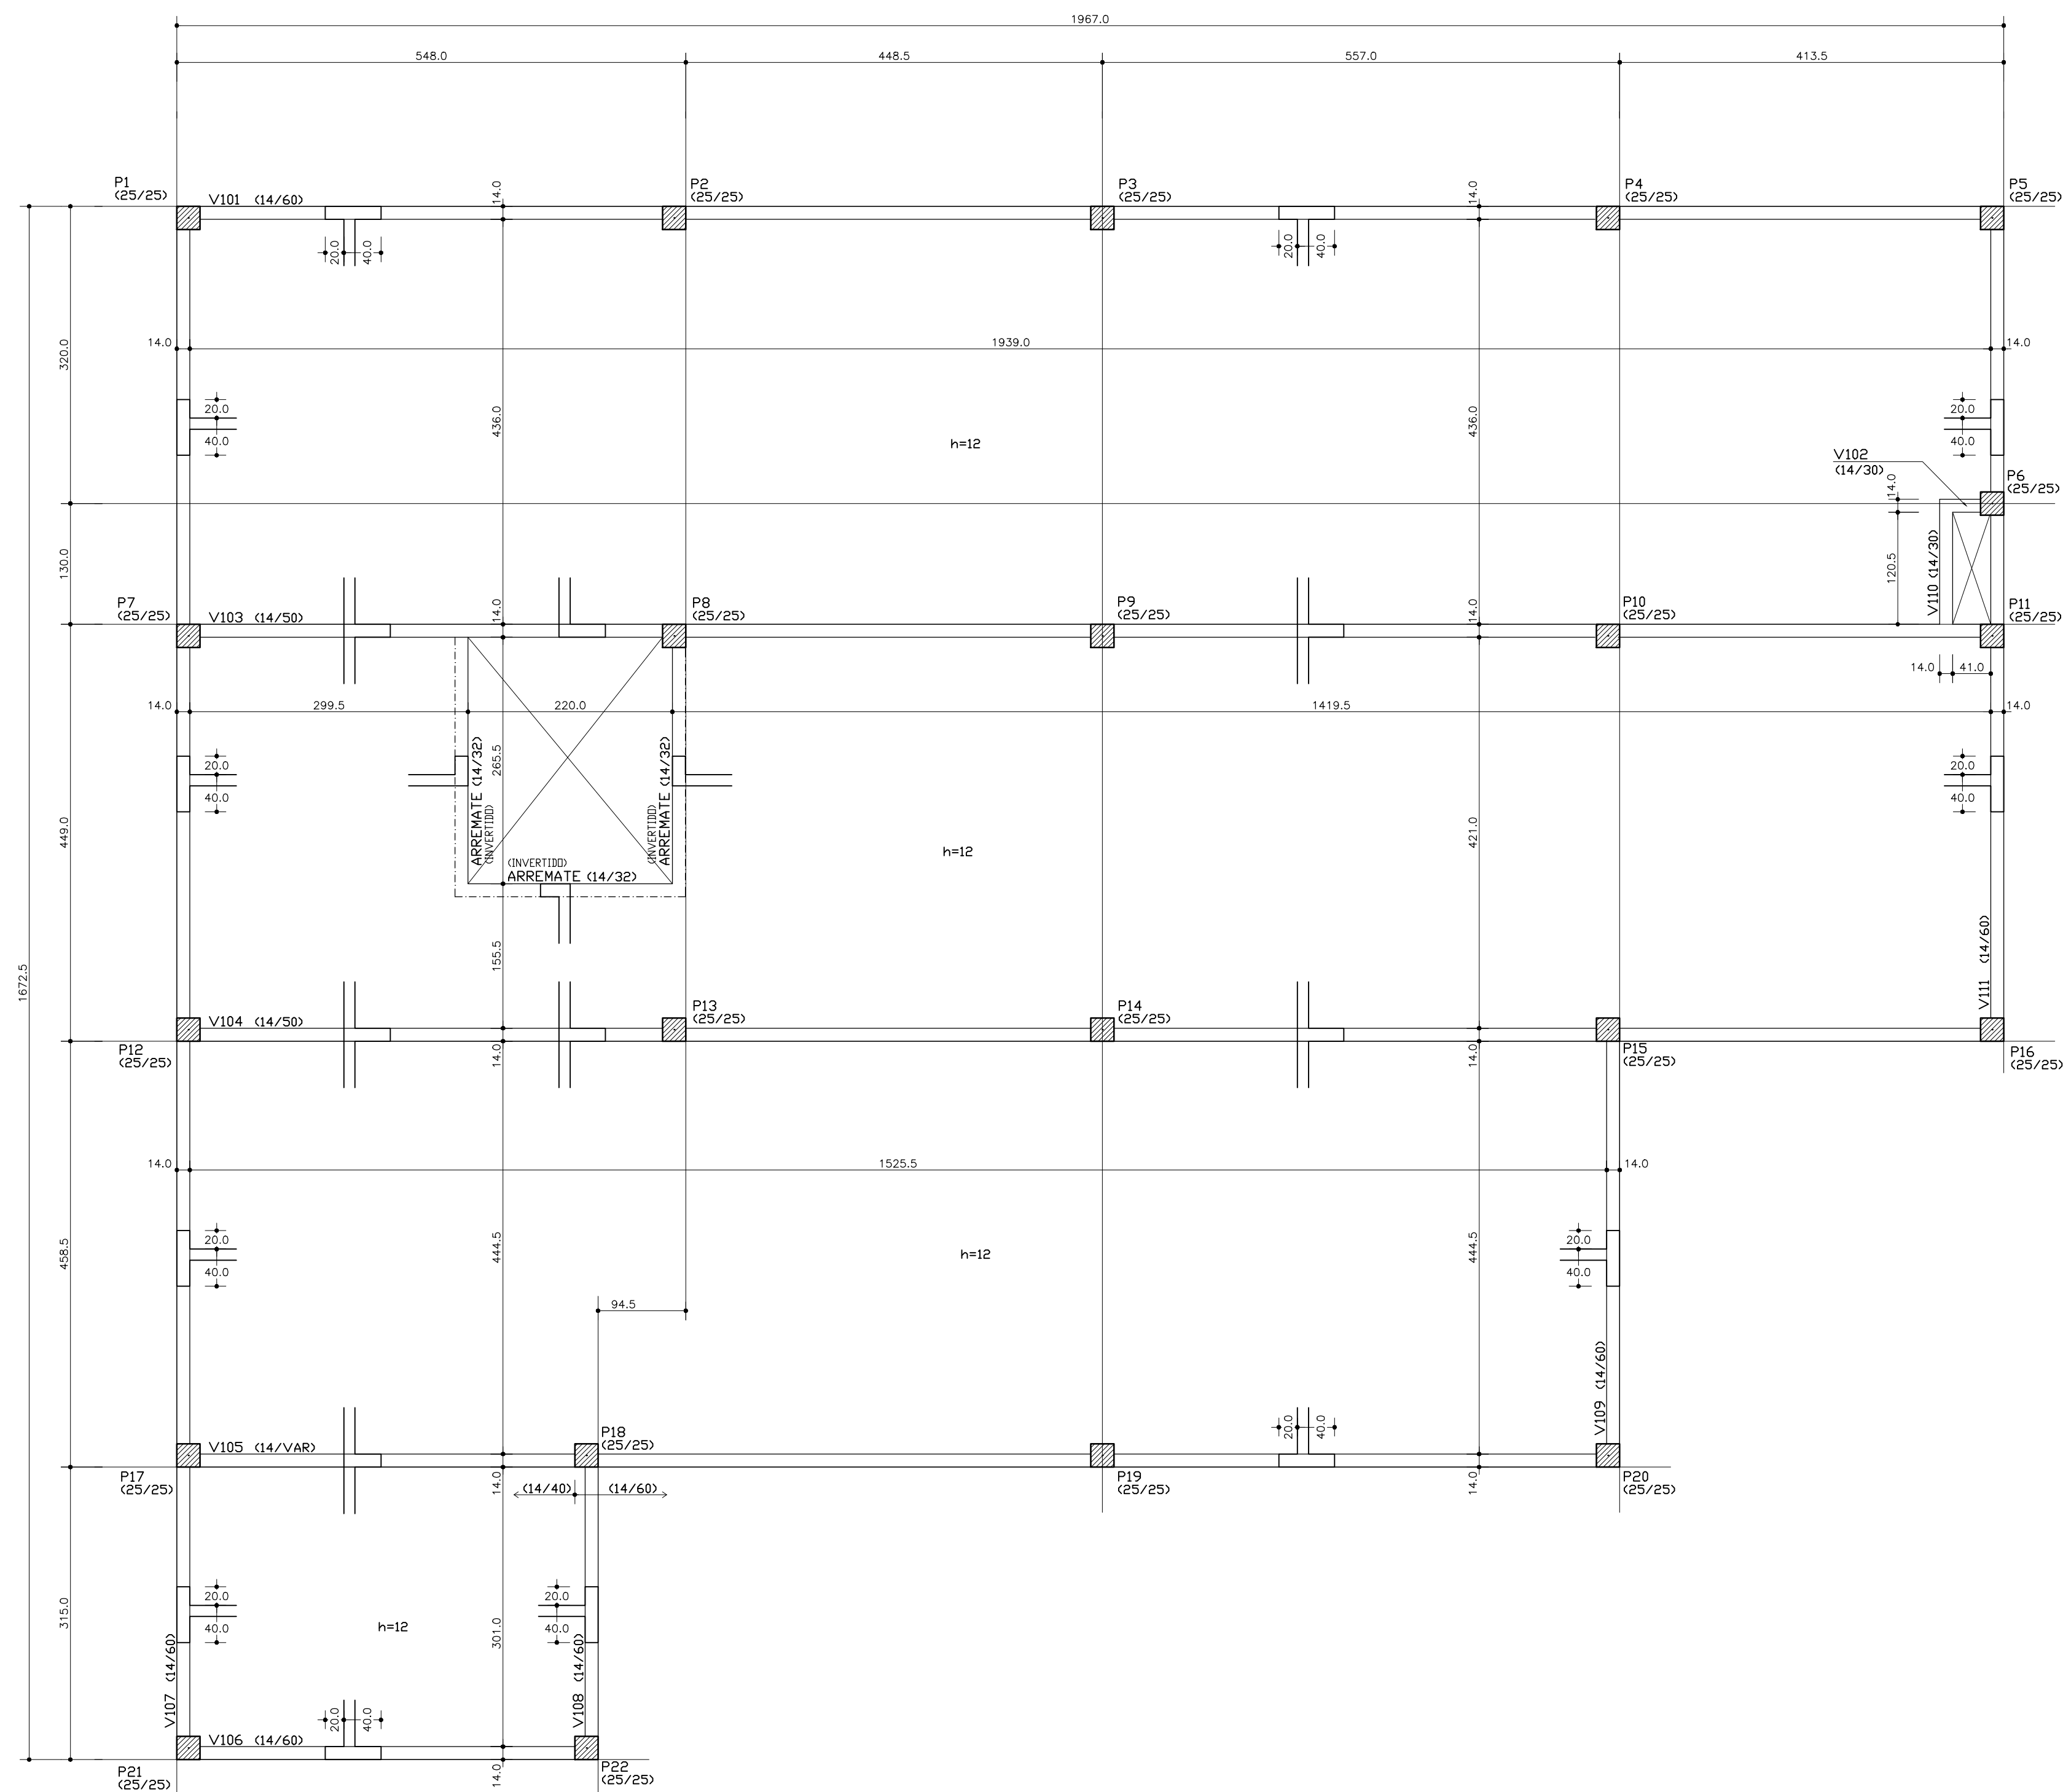 1967.0
548.0
448.5
557.0
413.5
P1
(25/25)
V101 (14/60)
14.0
P2
(25/25)
P3
(25/25)
14.0
P4
(25/25)
P5
(25/25)
20.0
40.0
20.0
40.0
320.0
14.0
1939.0
14.0
20.0
40.0
436.0
h=12
436.0
20.0
40.0
V102
(14/30)
14.0
P6
(25/25)
130.0
120.5
V110 (14/30)
P7
(25/25)
V103 (14/50)
14.0
P8
(25/25)
P9
(25/25)
14.0
P10
(25/25)
P11
(25/25)
14.0
41.0
14.0
299.5
220.0
1419.5
14.0
20.0
40.0
ARREMATE (14/32)
(INVERTIDO)
265.5
(INVERTIDO)
ARREMATE (14/32)
20.0
40.0
449.0
421.0
h=12
(INVERTIDO)
ARREMATE (14/32)
155.5
V111 (14/60)
1672.5
V104 (14/50)
P12
(25/25)
14.0
P13
(25/25)
P14
(25/25)
14.0
P15
(25/25)
P16
(25/25)
14.0
1525.5
14.0
20.0
40.0
458.5
444.5
h=12
444.5
20.0
40.0
94.5
V109 (14/60)
V105 (14/VAR)
P18
(25/25)
20.0
40.0
P17
(25/25)
14.0
(14/40)
(14/60)
P19
(25/25)
14.0
P20
(25/25)
315.0
20.0
40.0
h=12
301.0
20.0
40.0
V107 (14/60)
V108 (14/60)
20.0
40.0
V106 (14/60)
P21
(25/25)
14.0
P22
(25/25)